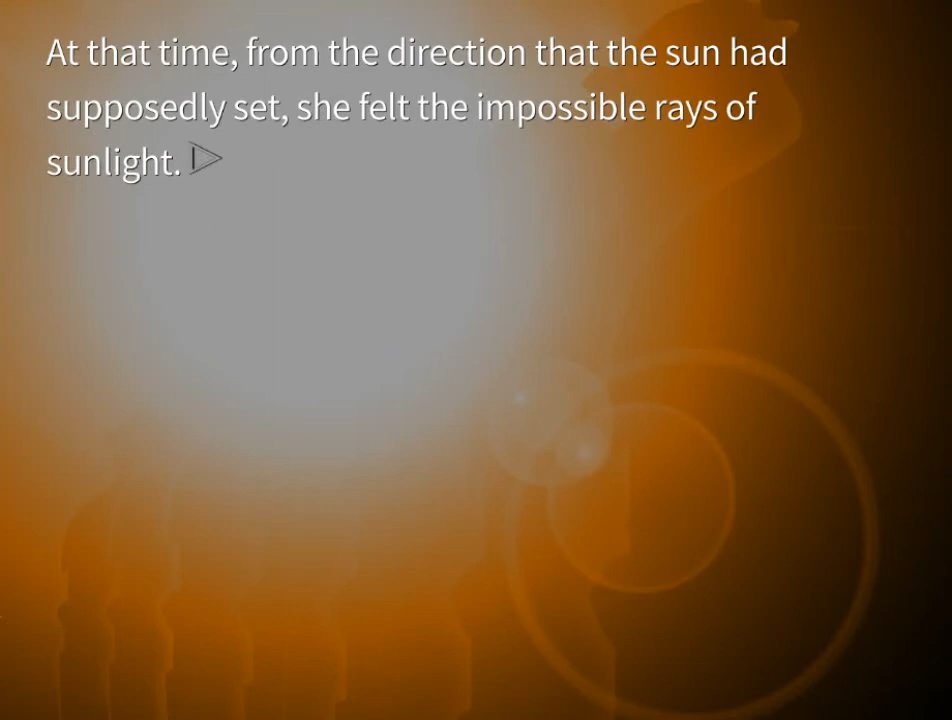 At that time, from the direction that the sun had
supposedly set, she felt the impossible rays of
sunlight.